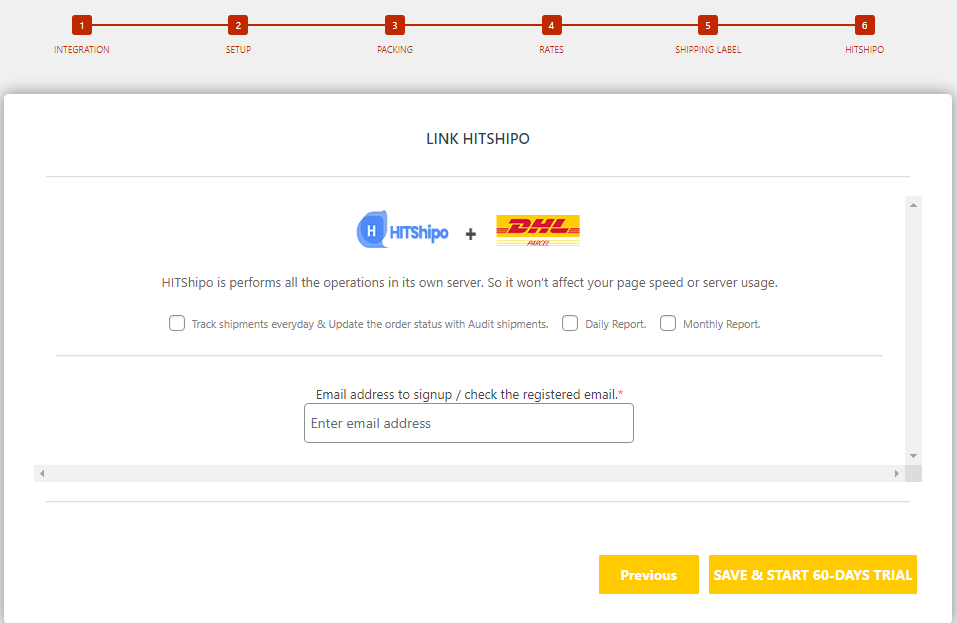 1 2 3 4 5 6
INTEGRATION SETUP PACKING RATES SHIPPING LABEL HITSHIPO
LINK HITSHIPO
H HITShipo + DHL
PARCEL
HITShipo is performs all the operations in its own server. So it won't affect your page speed or server usage.
Track shipments everyday & Update the order status with Audit shipments. Daily Report. Monthly Report.
Email address to signup / check the registered email.*
Enter email address
Previous SAVE & START 60-DAYS TRIAL